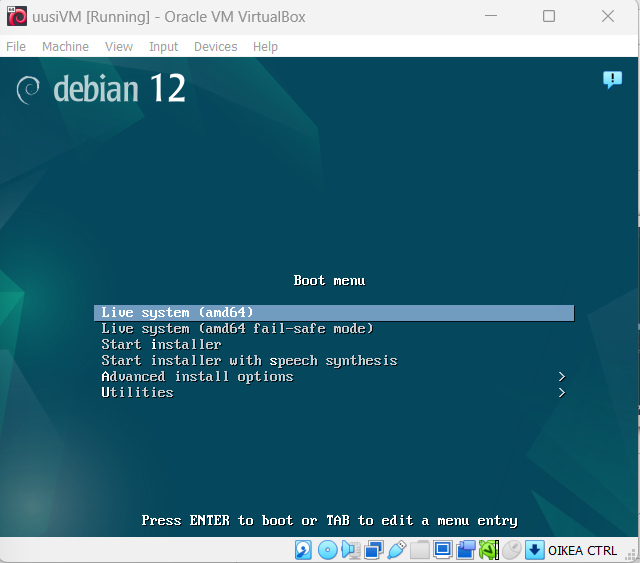 uusiVM [Running] - Oracle VM VirtualBox
File Machine View Input Devices Help
debian 12
Boot menu
Live system (amd64)
Live system (amd64 fail-safe mode)
Start installer
Start installer with speech synthesis
Advanced install options >
Utilities >
Press ENTER to boot or TAB to edit a menu entry
OIKEA CTRL